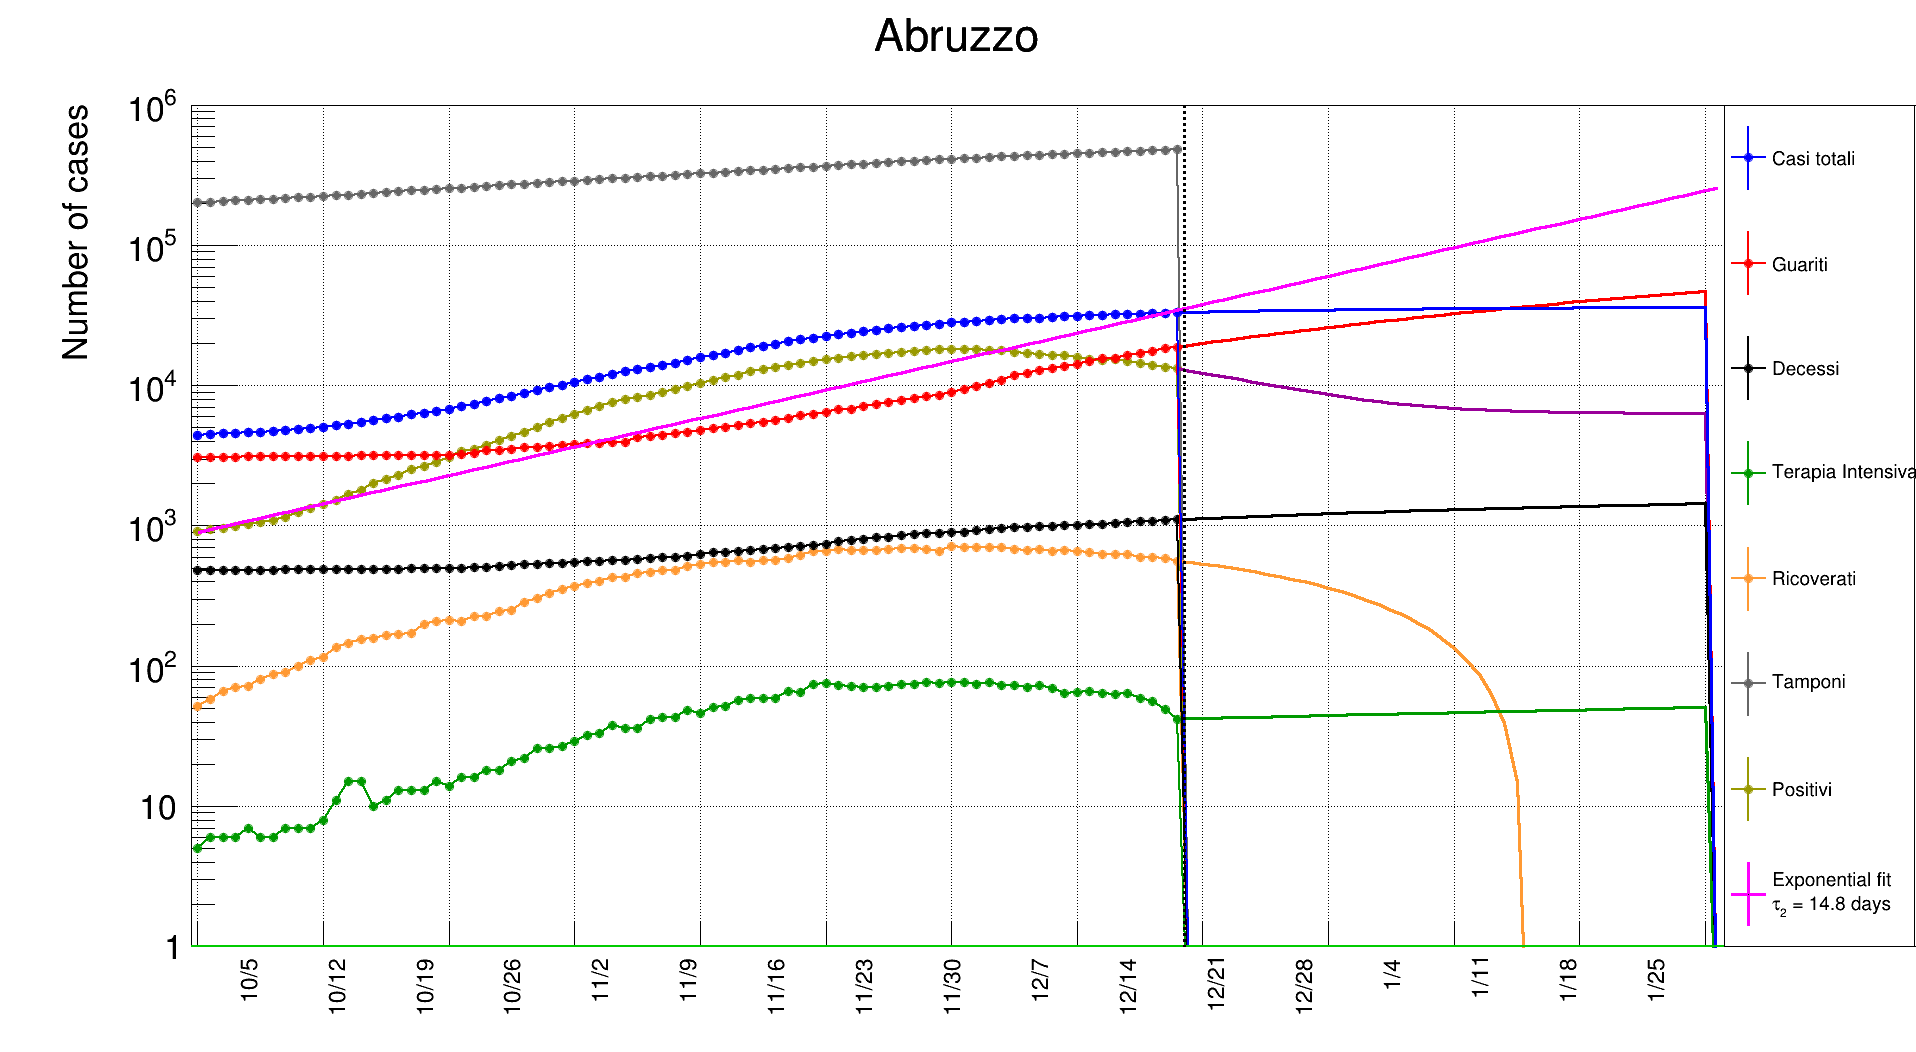 Abruzzo
Number of cases
10^6
10^5
10^4
10^3
10^2
10
1
10/5
10/12
10/19
10/26
11/2
11/9
11/16
11/23
11/30
12/7
12/14
12/21
12/28
1/4
1/11
1/18
1/25
Casi totali
Guariti
Decessi
Terapia Intensiva
Ricoverati
Tamponi
Positivi
Exponential fit
τ_2 = 14.8 days